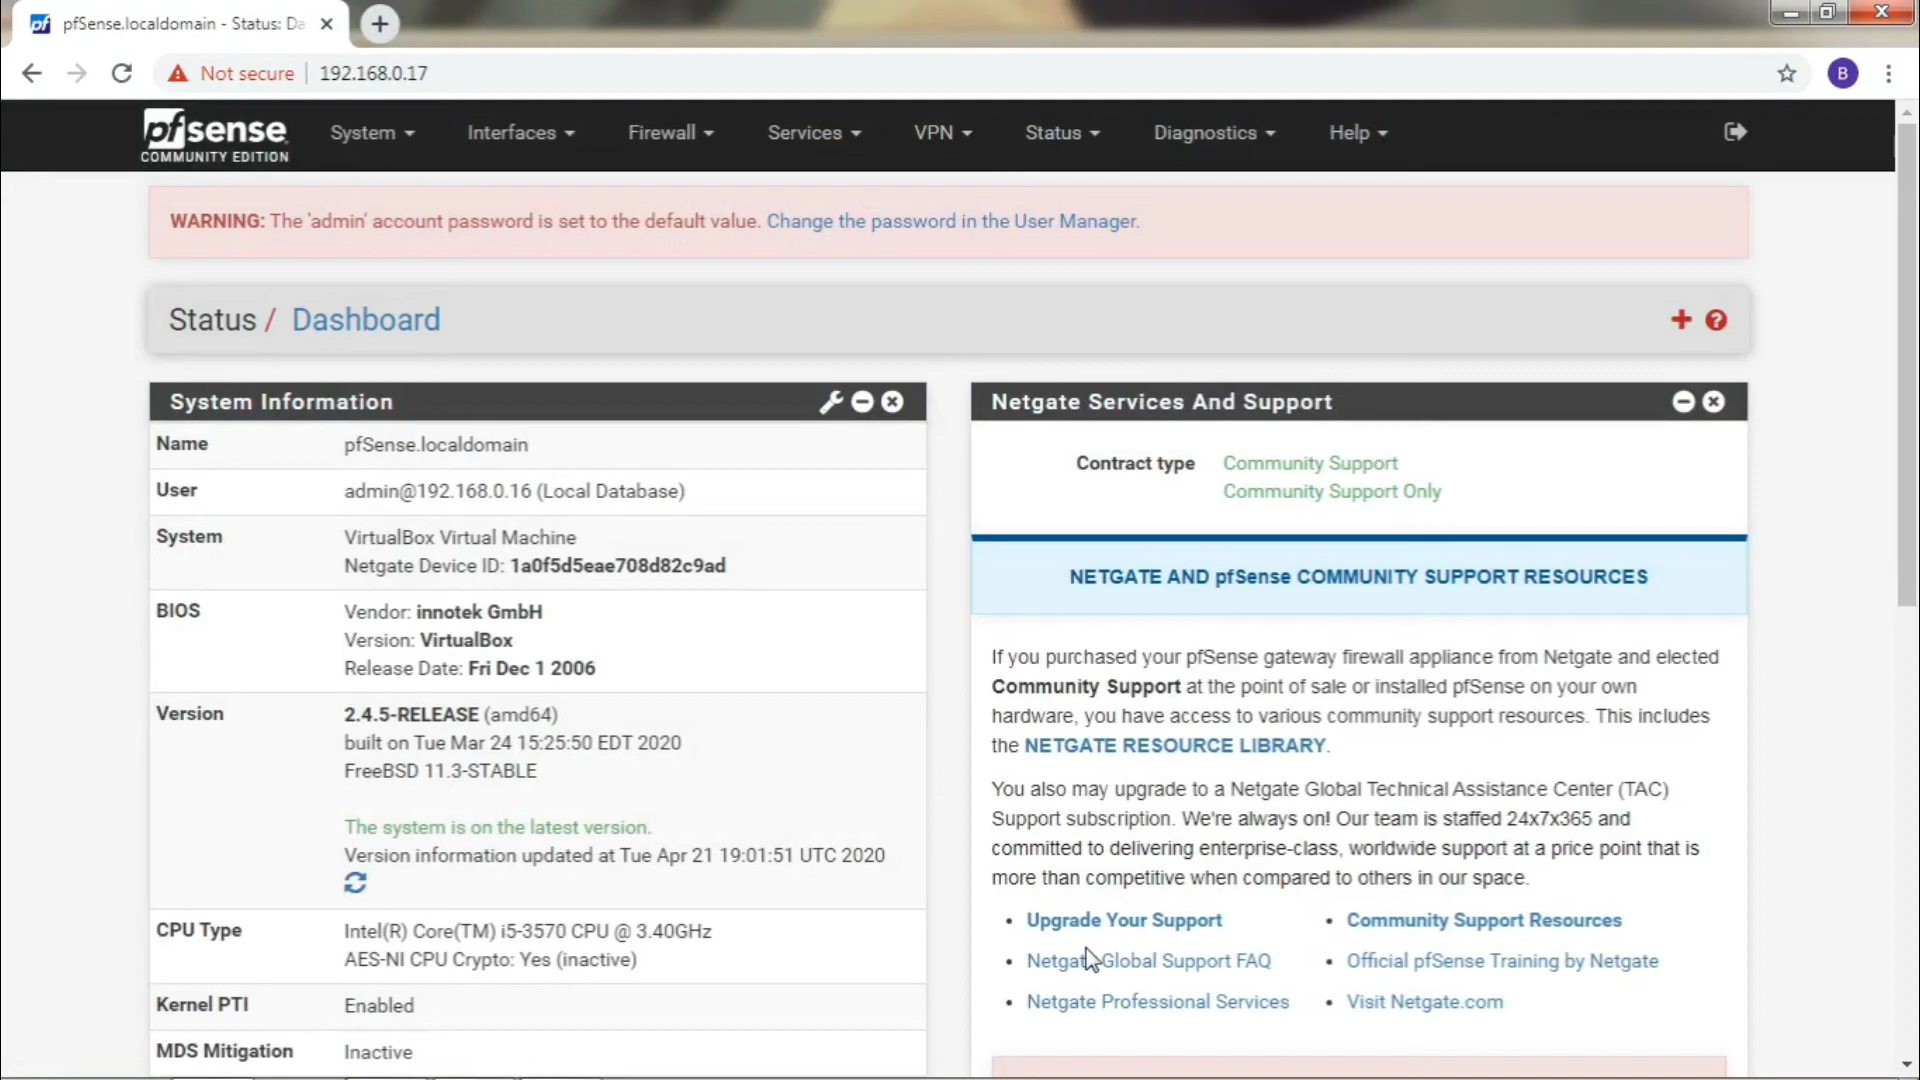 pfSense.localdomain - Status: Da
Not secure
192.168.0.17
B
pfsense
COMMUNITY EDITION
System
Interfaces
Firewall
Services
VPN
Status
Diagnostics
Help
WARNING: The 'admin' account password is set to the default value. Change the password in the User Manager.
Status / Dashboard
System Information
Name
pfSense.localdomain
User
admin@192.168.0.16 (Local Database)
System
VirtualBox Virtual Machine
Netgate Device ID: 1a0f5d5eae708d82c9ad
BIOS
Vendor: innotek GmbH
Version: VirtualBox
Release Date: Fri Dec 1 2006
Version
2.4.5-RELEASE (amd64)
built on Tue Mar 24 15:25:50 EDT 2020
FreeBSD 11.3-STABLE
The system is on the latest version.
Version information updated at Tue Apr 21 19:01:51 UTC 2020
CPU Type
Intel(R) Core(TM) i5-3570 CPU @ 3.40GHz
AES-NI CPU Crypto: Yes (inactive)
Kernel PTI
Enabled
MDS Mitigation
Inactive
Netgate Services And Support
Contract type
Community Support
Community Support Only
NETGATE AND pfSense COMMUNITY SUPPORT RESOURCES
If you purchased your pfSense gateway firewall appliance from Netgate and elected
Community Support at the point of sale or installed pfSense on your own
hardware, you have access to various community support resources. This includes
the NETGATE RESOURCE LIBRARY.
You also may upgrade to a Netgate Global Technical Assistance Center (TAC)
Support subscription. We're always on! Our team is staffed 24x7x365 and
committed to delivering enterprise-class, worldwide support at a price point that is
more than competitive when compared to others in our space.
Upgrade Your Support
Community Support Resources
Netgate Global Support FAQ
Official pfSense Training by Netgate
Netgate Professional Services
Visit Netgate.com